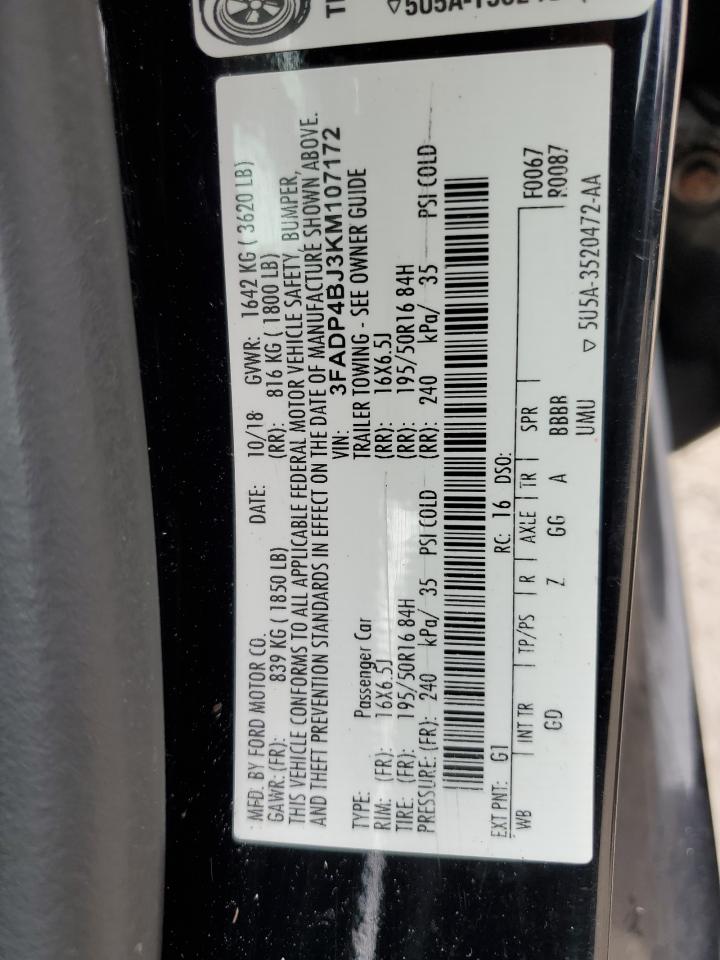 MFD. BY FORD MOTOR CO. DATE: 10/18 GVWR: 1642 KG ( 3620 LB)
GAWR: (FR): 839 KG ( 1850 LB) (RR): 816 KG ( 1800 LB)
THIS VEHICLE CONFORMS TO ALL APPLICABLE FEDERAL MOTOR VEHICLE SAFETY, BUMPER,
AND THEFT PREVENTION STANDARDS IN EFFECT ON THE DATE OF MANUFACTURE SHOWN ABOVE.
VIN: 3FADP4BJ3KM107172
TYPE: Passenger Car TRAILER TOWING - SEE OWNER GUIDE
RIM: (FR): 16X6.5J (RR): 16X6.5J
TIRE: (FR): 195/50R16 84H (RR): 195/50R16 84H
PRESSURE: (FR): 240 kPa/ 35 PSI COLD (RR): 240 kPa/ 35 PSI COLD
EXT PNT: G1 RC: 16 DSO: F0067
WB INT TR TP/PS R AXLE TR SPR R0087
GD Z GG A BBBR
UMU ▽ 5U5A-3520472-AA